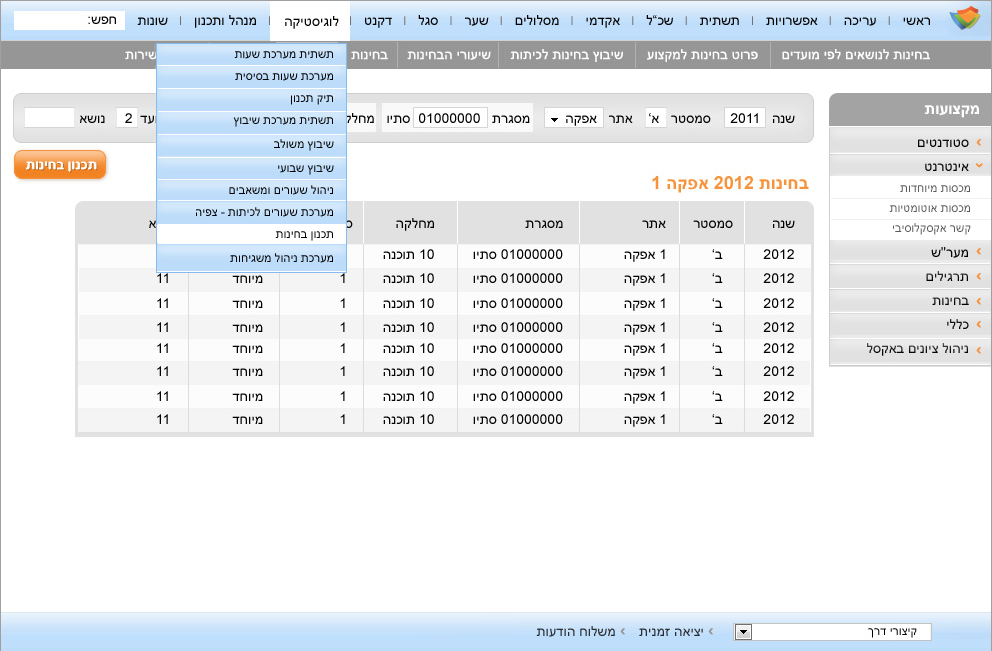 ראשי | עריכה | אפשרויות | תשתית | שכ"ל | אקדמי | מסלולים | שער | סגל | דקנט | לוגיסטיקה | מנהל ותכנון | שונות חפש:
בחינות לנושאים לפי מועדים | פרוט בחינות למקצוע | שיבוץ בחינות לכיתות | שיעורי הבחינות | בחינות שירות
תשתית מערכת שעות
מערכת שעות בסיסית
תיק תכנון
תשתית מערכת שיבוץ
שיבוץ משולב
שיבוץ שבועי
ניהול שעורים ומשאבים
מערכת שעורים לכיתות - צפיה
תכנון בחינות
מערכת ניהול משגיחות
מקצועות
סטודנטים
אינטרנט
מכסות מיוחדות
מכסות אוטומטיות
קשר אקסקלוסיבי
מער"ש
תרגילים
בחינות
כללי
ניהול ציונים באקסל
שנה 2011 סמסטר א' אתר אפקה מסגרת 01000000 סתיו מחלק ועד 2 נושא
תכנון בחינות
בחינות 2012 אפקה 1
שנה סמסטר אתר מסגרת מחלקה ס א
2012 ב' 1 אפקה 01000000 סתיו 10 תוכנה
2012 ב' 1 אפקה 01000000 סתיו 10 תוכנה 1 מיוחד 11
2012 ב' 1 אפקה 01000000 סתיו 10 תוכנה 1 מיוחד 11
2012 ב' 1 אפקה 01000000 סתיו 10 תוכנה 1 מיוחד 11
2012 ב' 1 אפקה 01000000 סתיו 10 תוכנה 1 מיוחד 11
2012 ב' 1 אפקה 01000000 סתיו 10 תוכנה 1 מיוחד 11
2012 ב' 1 אפקה 01000000 סתיו 10 תוכנה 1 מיוחד 11
2012 ב' 1 אפקה 01000000 סתיו 10 תוכנה 1 מיוחד 11
קיצורי דרך יציאה זמנית משלוח הודעות